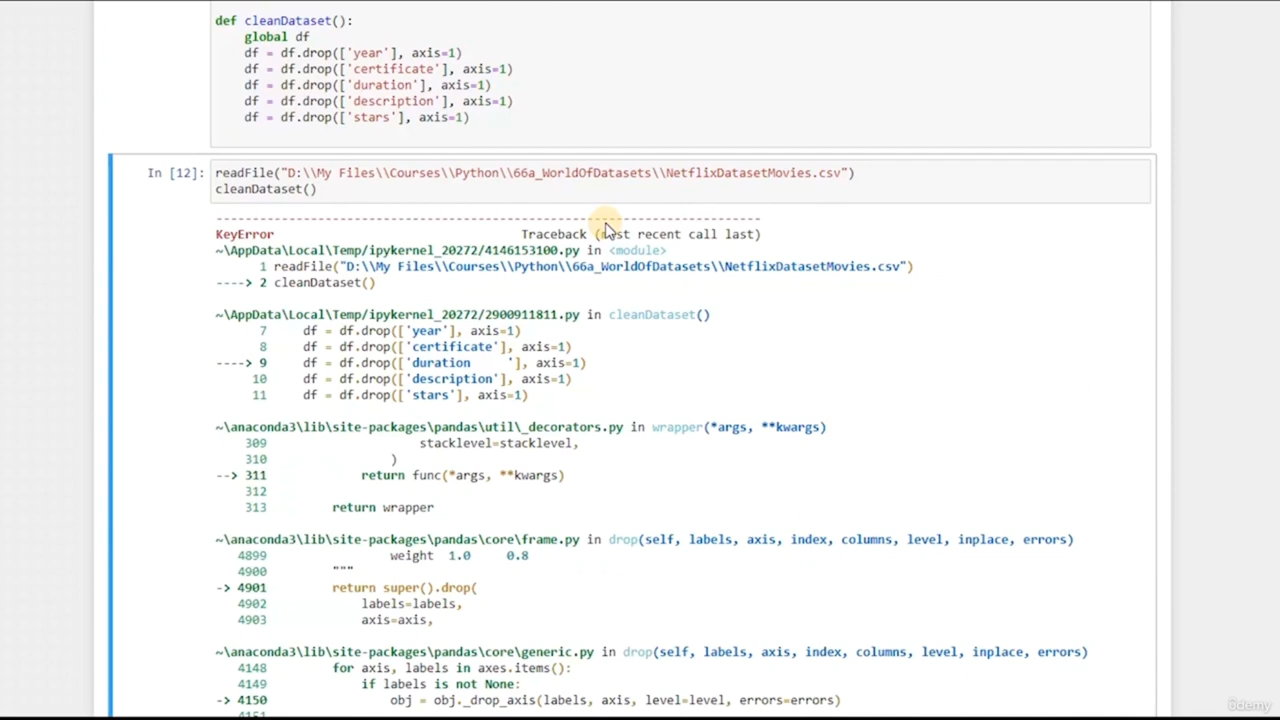 def cleanDataset():
    global df
    df = df.drop(['year'], axis=1)
    df = df.drop(['certificate'], axis=1)
    df = df.drop(['duration'], axis=1)
    df = df.drop(['description'], axis=1)
    df = df.drop(['stars'], axis=1)
In [12]: readFile("D:\\My Files\\Courses\\Python\\66a_WorldOfDatasets\\NetflixDatasetMovies.csv")
cleanDataset()
---------------------------------------------------------------------------
KeyError                                  Traceback (most recent call last)
~\AppData\Local\Temp/ipykernel_20272/4146153100.py in <module>
      1 readFile("D:\\My Files\\Courses\\Python\\66a_WorldOfDatasets\\NetflixDatasetMovies.csv")
----> 2 cleanDataset()
~\AppData\Local\Temp/ipykernel_20272/2900911811.py in cleanDataset()
      7     df = df.drop(['year'], axis=1)
      8     df = df.drop(['certificate'], axis=1)
----> 9     df = df.drop(['duration     '], axis=1)
     10     df = df.drop(['description'], axis=1)
     11     df = df.drop(['stars'], axis=1)
~\anaconda3\lib\site-packages\pandas\util\_decorators.py in wrapper(*args, **kwargs)
    309                     stacklevel=stacklevel,
    310                 )
--> 311             return func(*args, **kwargs)
    312
    313         return wrapper
~\anaconda3\lib\site-packages\pandas\core\frame.py in drop(self, labels, axis, index, columns, level, inplace, errors)
   4899                 weight  1.0     0.8
   4900         """
-> 4901         return super().drop(
   4902             labels=labels,
   4903             axis=axis,
~\anaconda3\lib\site-packages\pandas\core\generic.py in drop(self, labels, axis, index, columns, level, inplace, errors)
   4148         for axis, labels in axes.items():
   4149             if labels is not None:
-> 4150                 obj = obj._drop_axis(labels, axis, level=level, errors=errors)
   4151
ûdemy